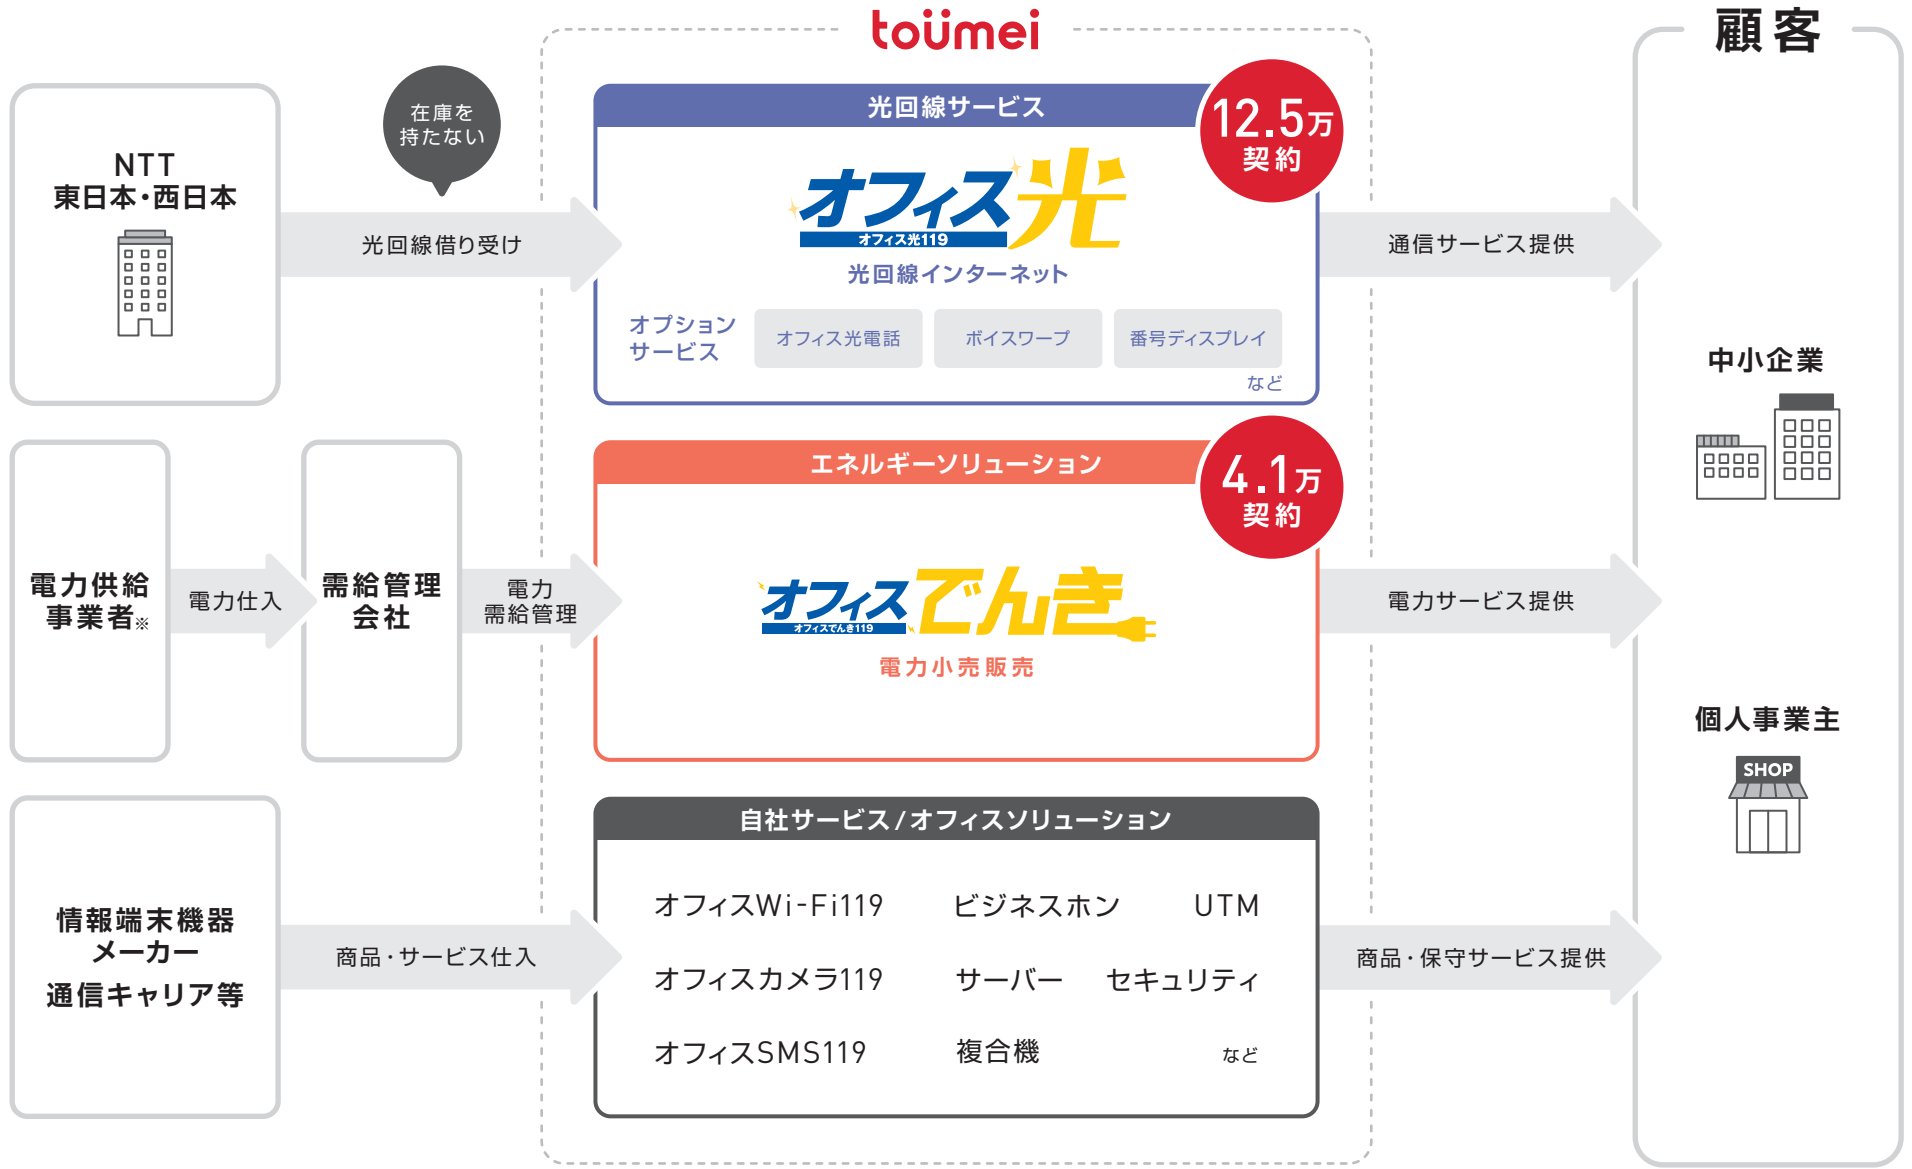 toümei
顧客
NTT
東日本・西日本
在庫を
持たない
光回線借り受け
光回線サービス
12.5万
契約
オフィス光
オフィス光119
光回線インターネット
オプション
サービス
オフィス光電話
ボイスワープ
番号ディスプレイ
など
通信サービス提供
電力供給
事業者※
電力仕入
需給管理
会社
電力
需給管理
エネルギーソリューション
4.1万
契約
オフィスでんき
オフィスでんき119
電力小売販売
電力サービス提供
情報端末機器
メーカー
通信キャリア等
商品・サービス仕入
自社サービス/オフィスソリューション
オフィスWi-Fi119
ビジネスホン
UTM
オフィスカメラ119
サーバー
セキュリティ
オフィスSMS119
複合機
など
商品・保守サービス提供
中小企業
個人事業主
SHOP